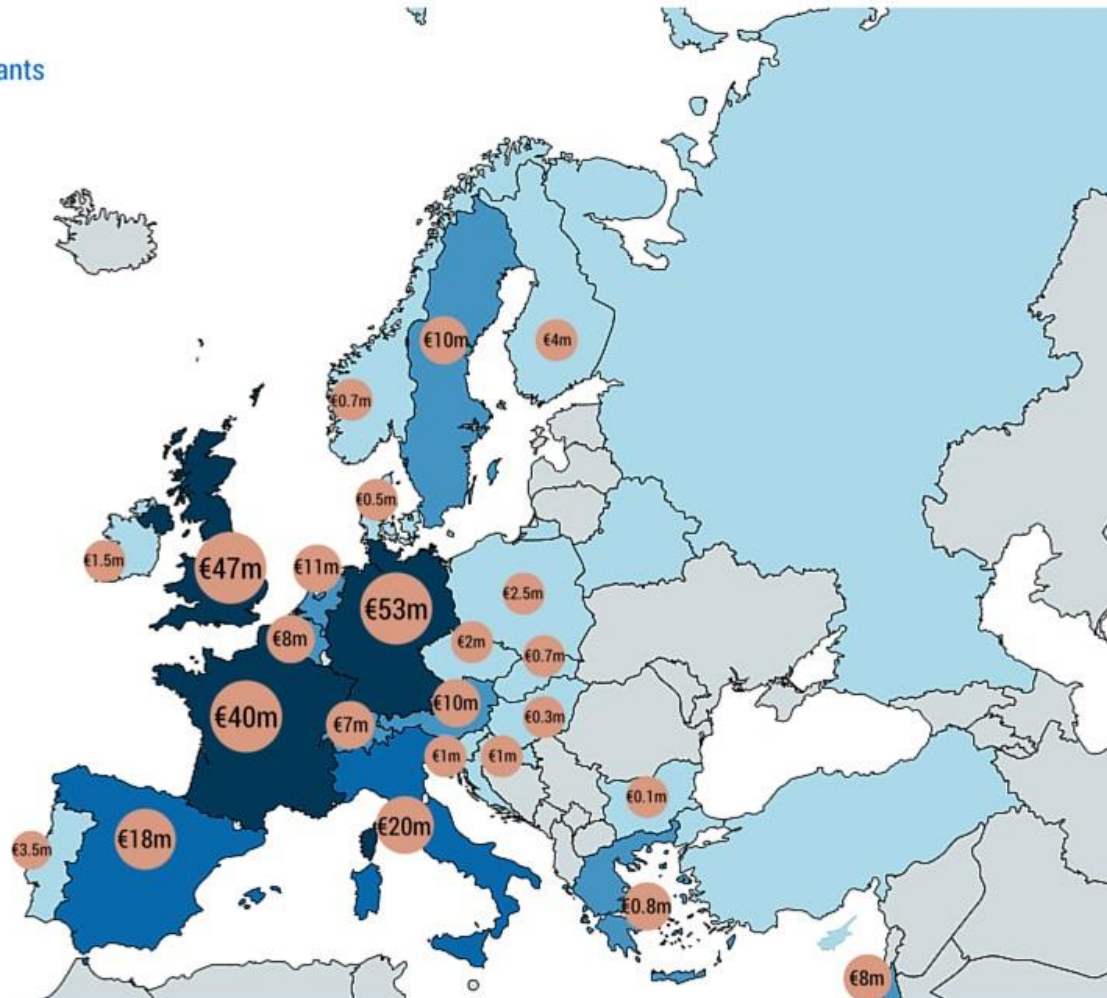 ants
€10m
€4m
€0.7m
€0.5m
€1.5m
€47m
€11m
€53m
€2.5m
€8m
€2m
€0.7m
€40m
€7m
€10m
€0.3m
€1m
€1m
€0.1m
€3.5m
€18m
€20m
€0.8m
€8m